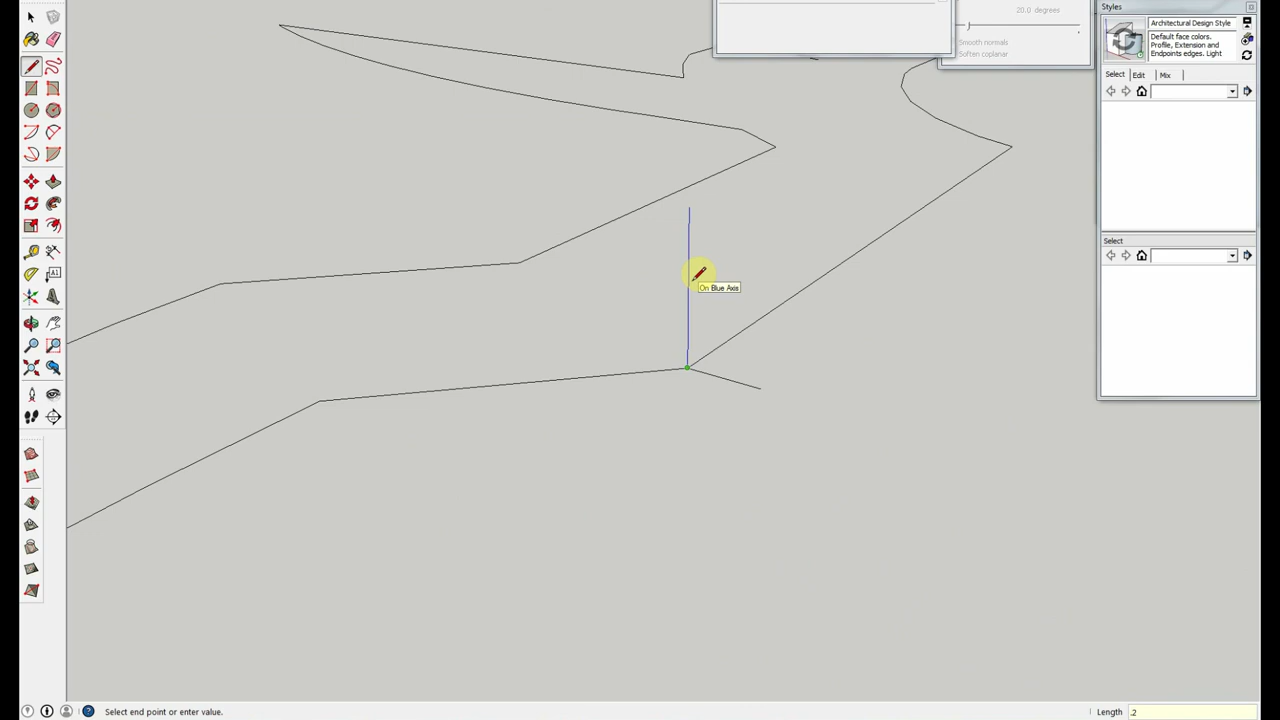 Styles
20.0 degrees
Smooth normals
Soften coplanar
Architectural Design Style
Default face colors.
Profile, Extension and
Endpoints edges. Light
Select Edit Mix
A1
On Blue Axis
Select
Select end point or enter value.
Length .2